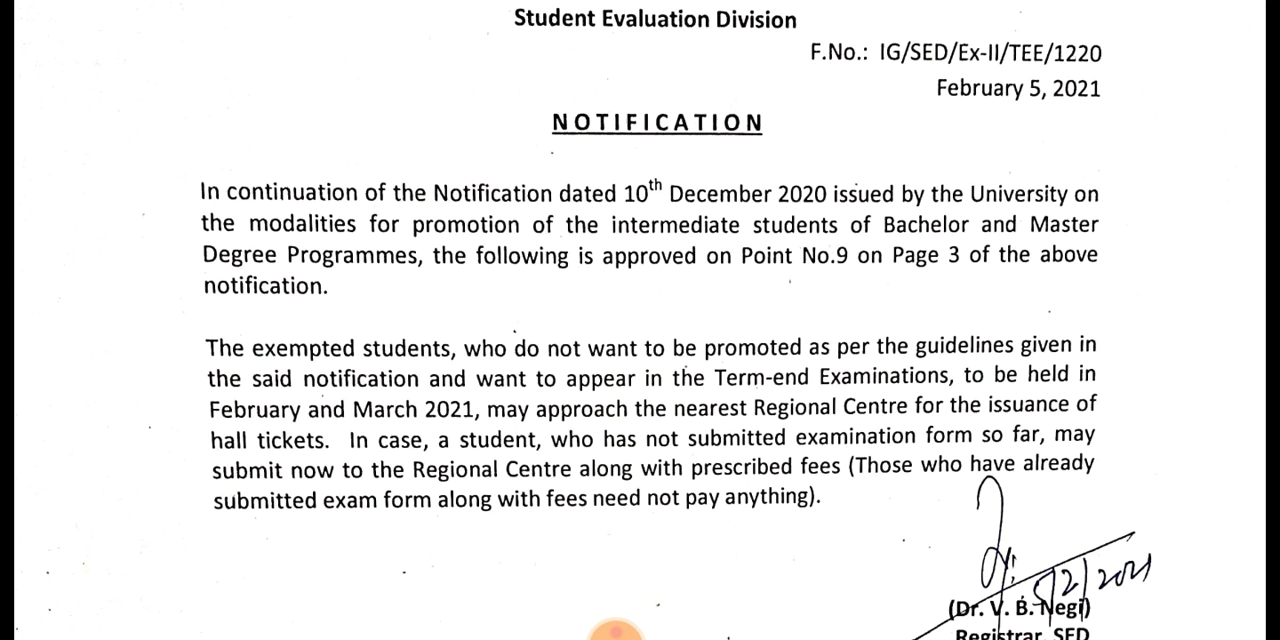 Student Evaluation Division
F.No.: IG/SED/Ex-II/TEE/1220
February 5, 2021
NOTIFICATION
In continuation of the Notification dated 10th December 2020 issued by the University on
the modalities for promotion of the intermediate students of Bachelor and Master
Degree Programmes, the following is approved on Point No.9 on Page 3 of the above
notification.
The exempted students, who do not want to be promoted as per the guidelines given in
the said notification and want to appear in the Term-end Examinations, to be held in
February and March 2021, may approach the nearest Regional Centre for the issuance of
hall tickets. In case, a student, who has not submitted examination form so far, may
submit now to the Regional Centre along with prescribed fees (Those who have already
submitted exam form along with fees need not pay anything).
5/2/2021
(Dr. V. B. Negi)
Registrar, SED